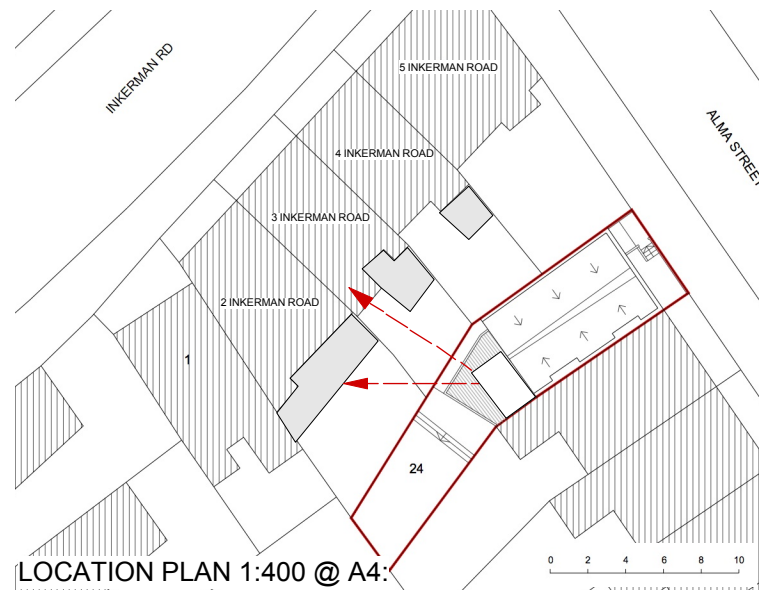 INKERMAN RD
5 INKERMAN ROAD
ALMA STREET
4 INKERMAN ROAD
3 INKERMAN ROAD
2 INKERMAN ROAD
1
24
0 2 4 6 8 10
LOCATION PLAN 1:400 @ A4: